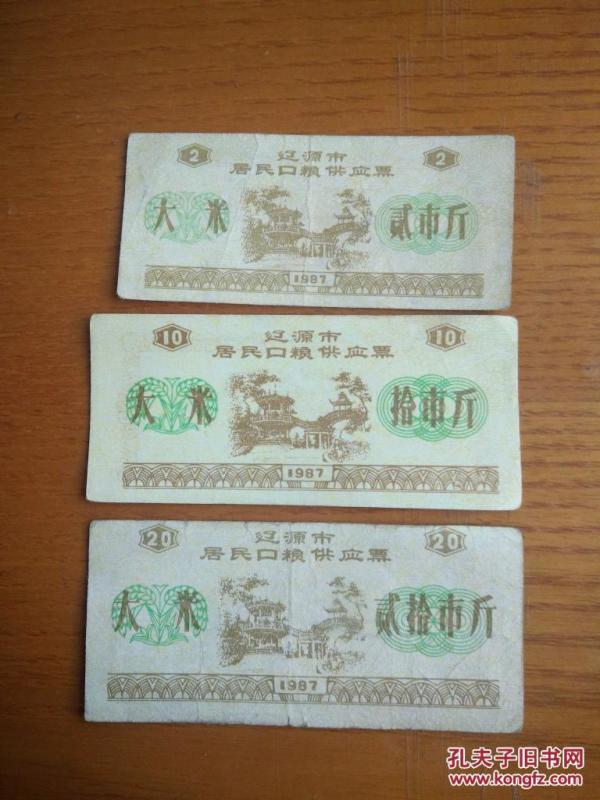 2 辽源市 2
居民口粮供应票
大米 贰市斤
1987
10 辽源市 10
居民口粮供应票
大米 拾市斤
1987
20 辽源市 20
居民口粮供应票
大米 贰拾市斤
1987
孔夫子旧书网
www.kongfz.com